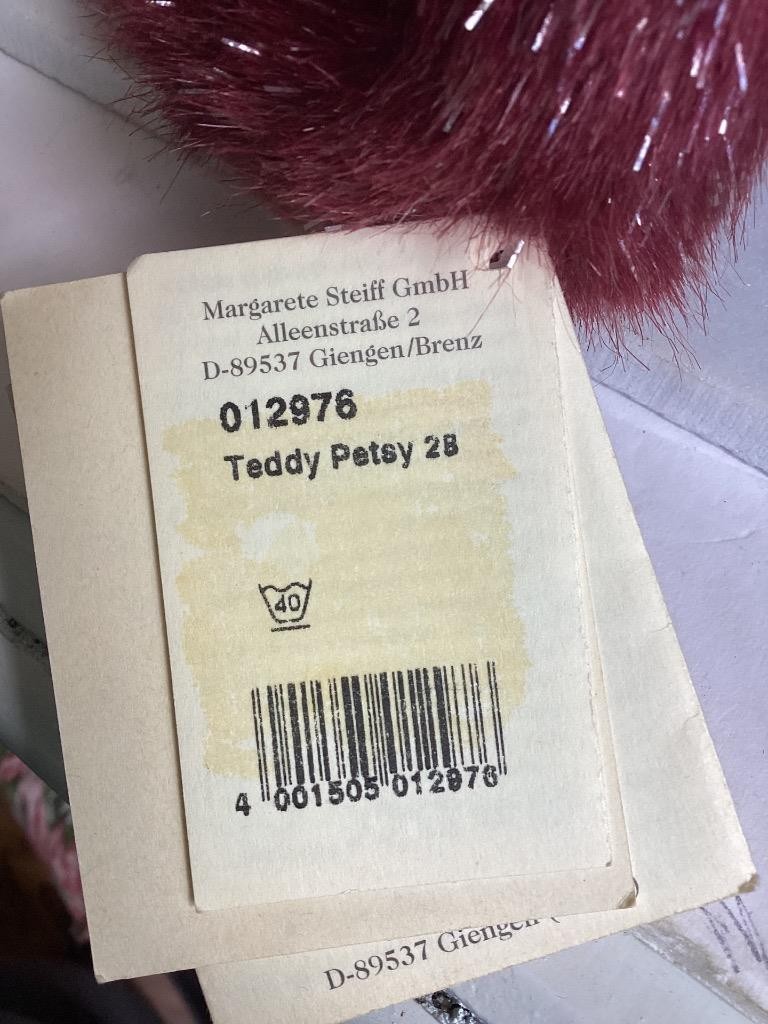 Margarete Steiff GmbH
Alleenstraße 2
D-89537 Giengen/Brenz
012976
Teddy Petsy 28
40
4 001505 012976
D-89537 Giengen (